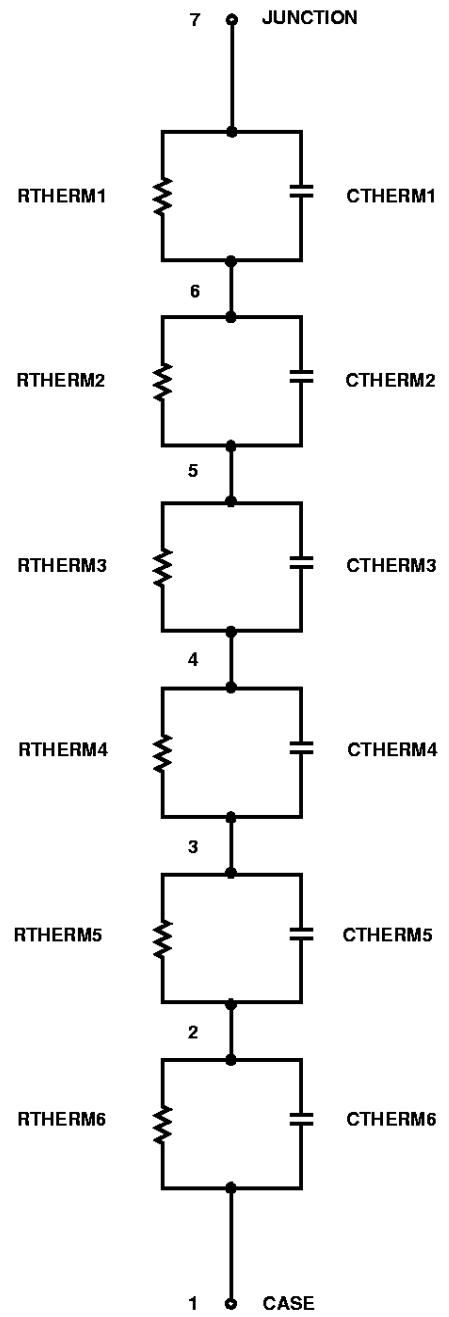 7 JUNCTION
RTHERM1 CTHERM1
6
RTHERM2 CTHERM2
5
RTHERM3 CTHERM3
4
RTHERM4 CTHERM4
3
RTHERM5 CTHERM5
2
RTHERM6 CTHERM6
1 CASE